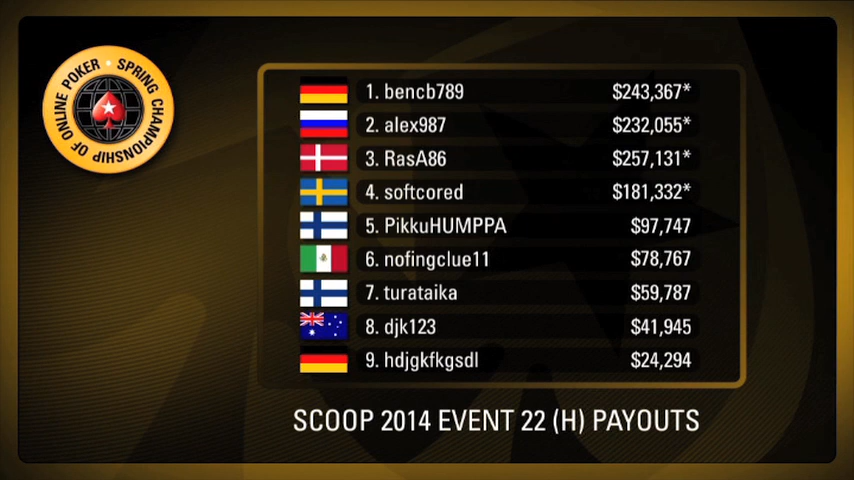 SPRING CHAMPIONSHIP OF ONLINE POKER •
1. bencb789 $243,367*
2. alex987 $232,055*
3. RasA86 $257,131*
4. softcored $181,332*
5. PikkuHUMPPA $97,747
6. nofingclue11 $78,767
7. turataika $59,787
8. djk123 $41,945
9. hdjgkfkgsdl $24,294
SCOOP 2014 EVENT 22 (H) PAYOUTS